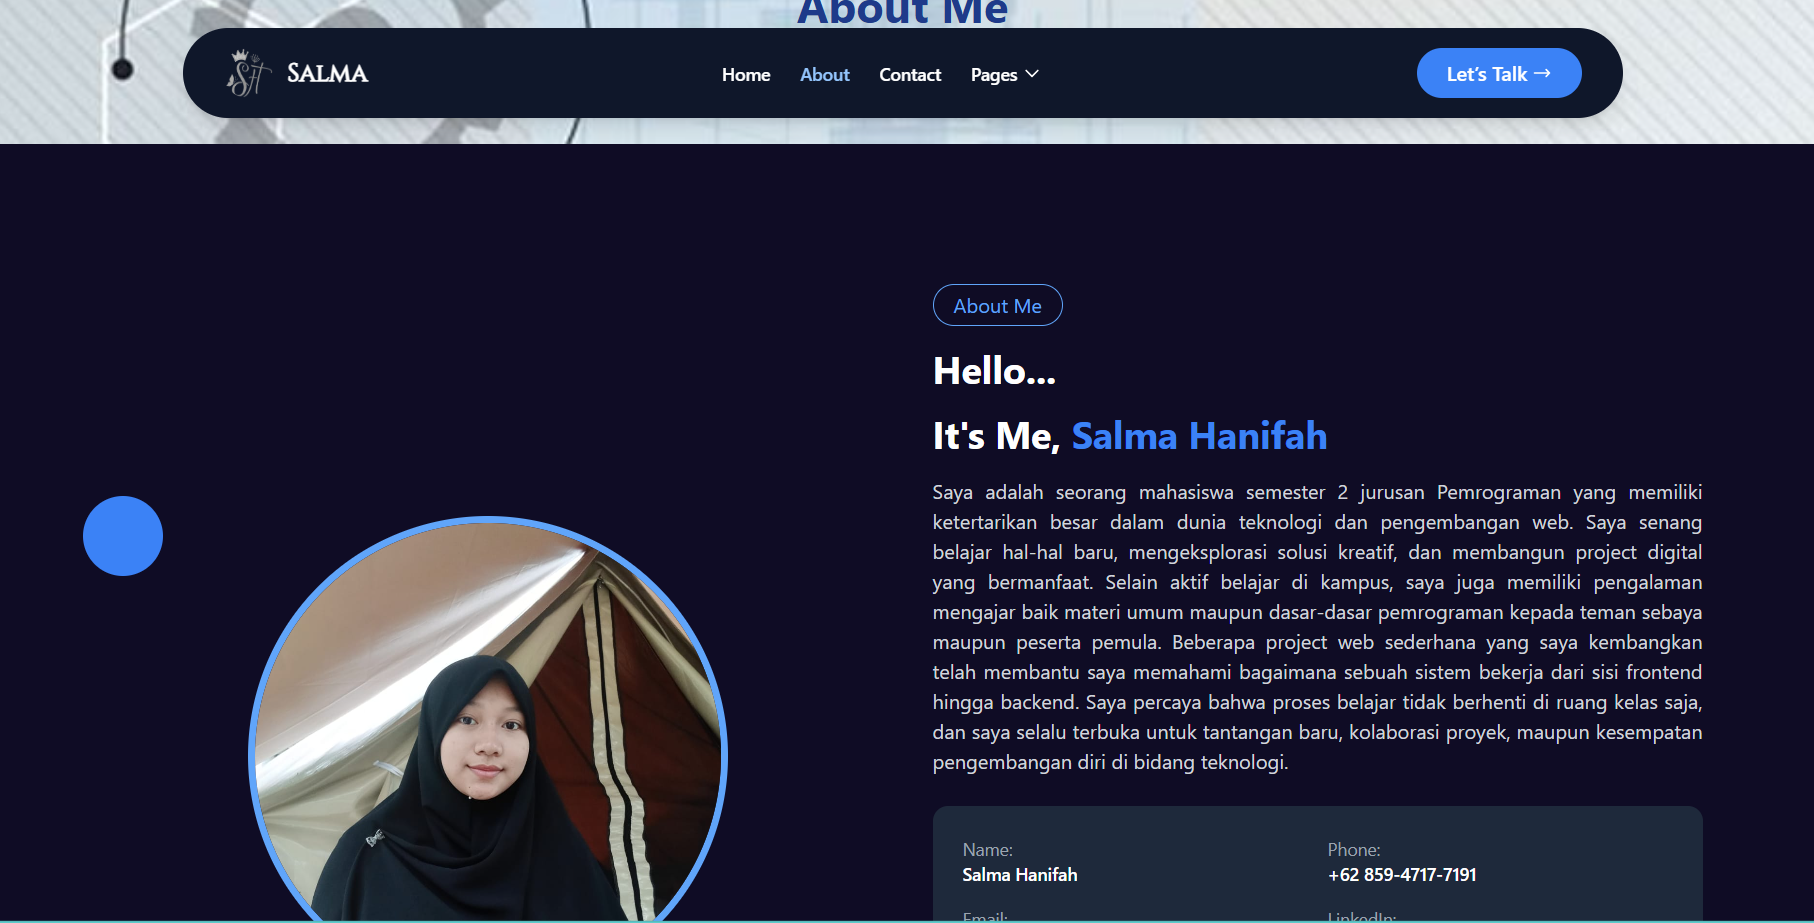 About Me
SALMA
Home
About
Contact
Pages
Let's Talk →
About Me
Hello...
It's Me, Salma Hanifah
Saya adalah seorang mahasiswa semester 2 jurusan Pemrograman yang memiliki
ketertarikan besar dalam dunia teknologi dan pengembangan web. Saya senang
belajar hal-hal baru, mengeksplorasi solusi kreatif, dan membangun project digital
yang bermanfaat. Selain aktif belajar di kampus, saya juga memiliki pengalaman
mengajar baik materi umum maupun dasar-dasar pemrograman kepada teman sebaya
maupun peserta pemula. Beberapa project web sederhana yang saya kembangkan
telah membantu saya memahami bagaimana sebuah sistem bekerja dari sisi frontend
hingga backend. Saya percaya bahwa proses belajar tidak berhenti di ruang kelas saja,
dan saya selalu terbuka untuk tantangan baru, kolaborasi proyek, maupun kesempatan
pengembangan diri di bidang teknologi.
Name:
Salma Hanifah
Phone:
+62 859-4717-7191
Email:
LinkedIn: